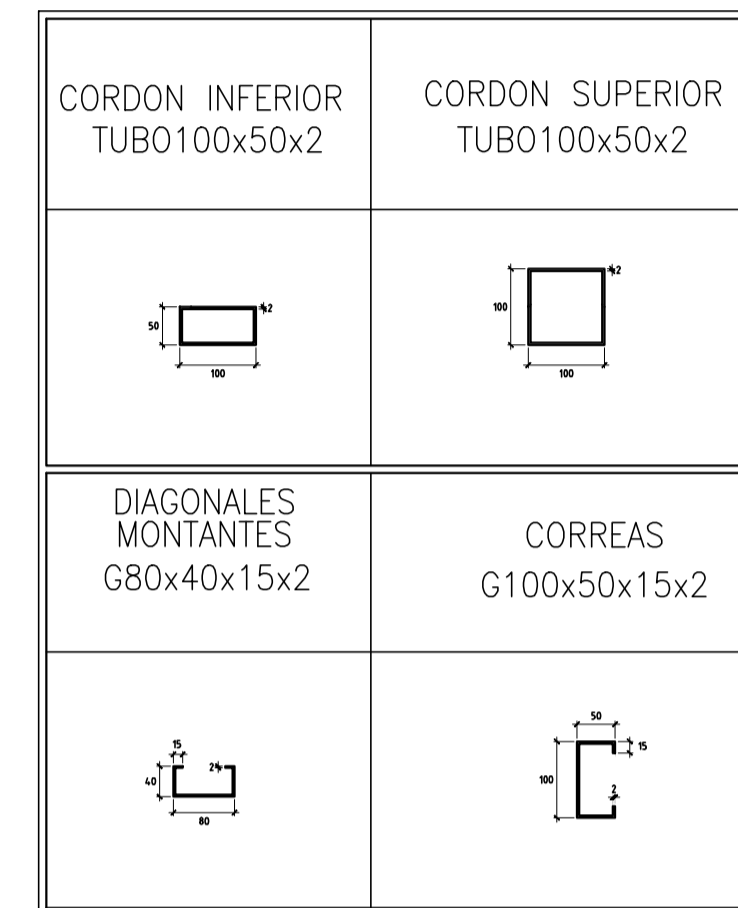 CORDON INFERIOR
TUBO100x50x2
CORDON SUPERIOR
TUBO100x50x2
50
2
100
100
2
100
DIAGONALES
MONTANTES
G80x40x15x2
CORREAS
G100x50x15x2
15
40
2
80
50
15
100
2